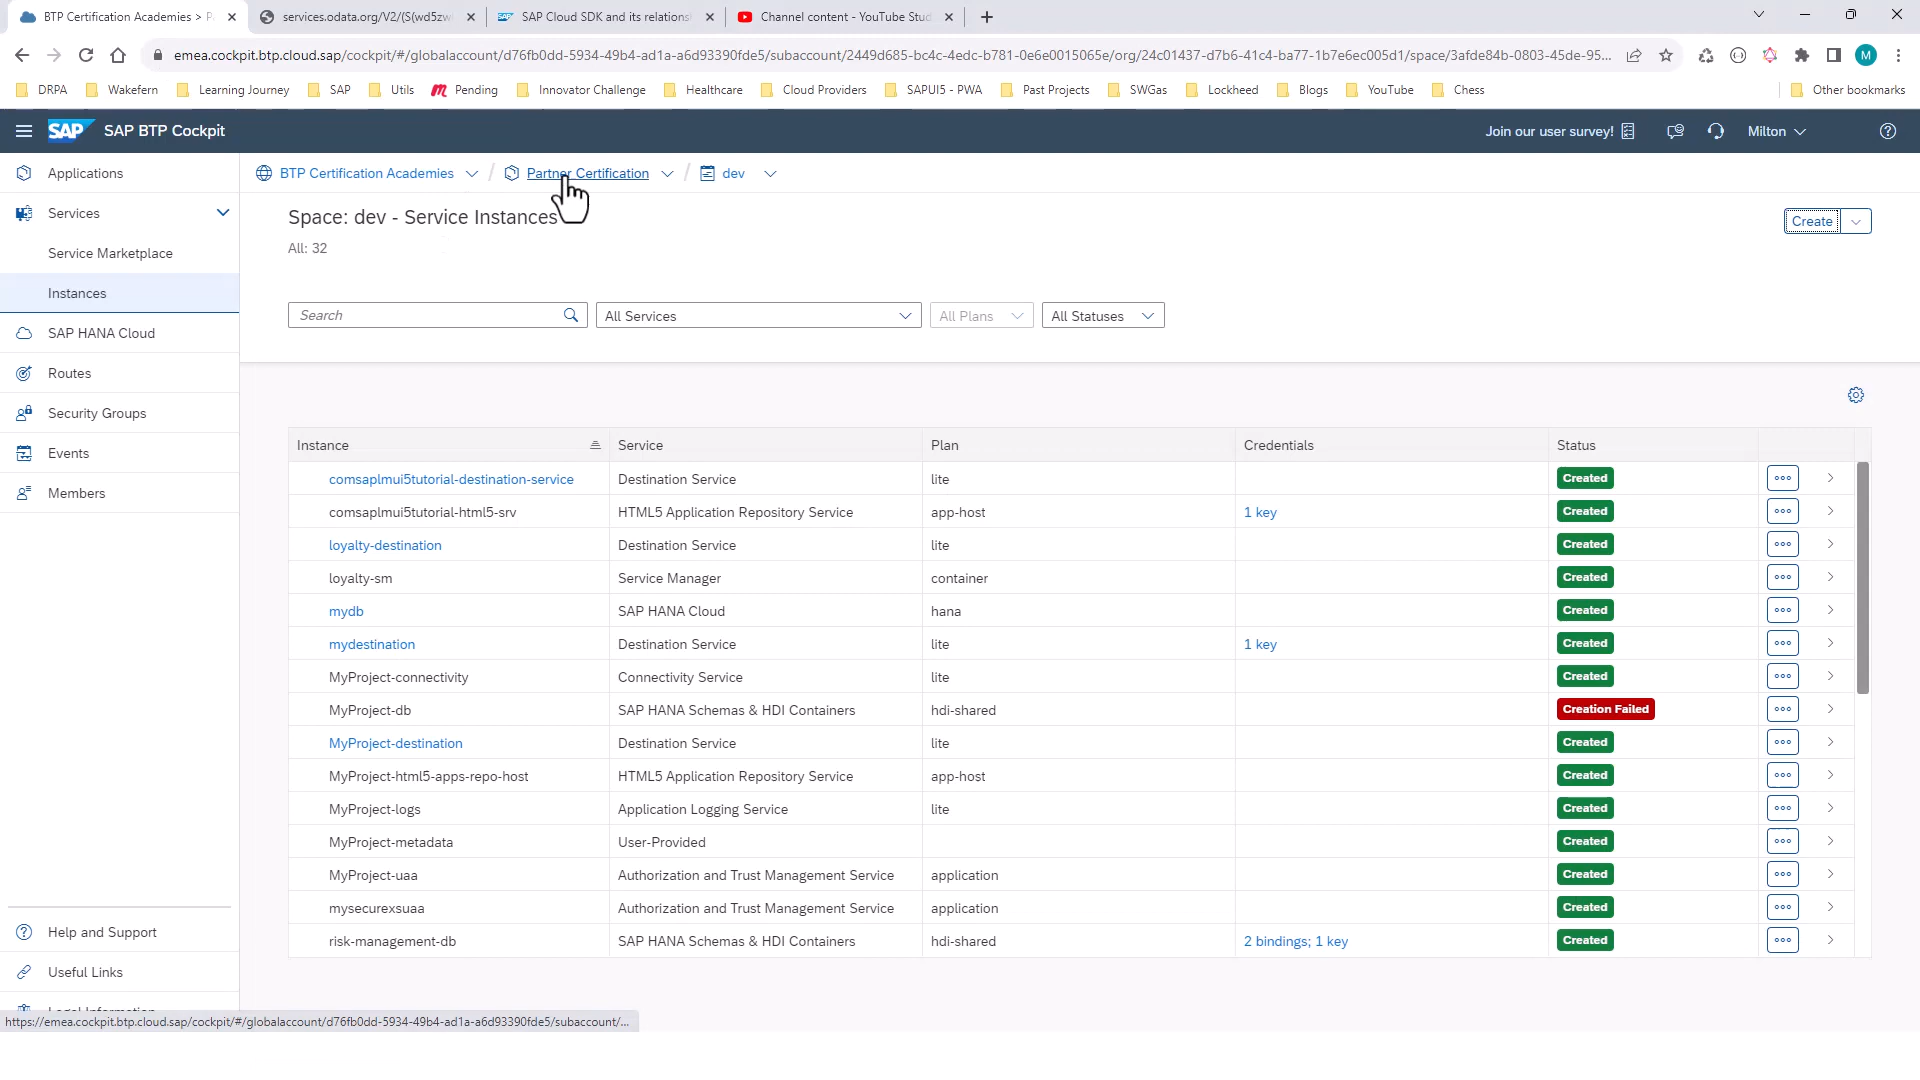 BTP Certification Academies > P
services.odata.org/V2/(S(wd5zw
SAP Cloud SDK and its relations
Channel content - YouTube Stud
emea.cockpit.btp.cloud.sap/cockpit/#/globalaccount/d76fb0dd-5934-49b4-ad1a-a6d93390fde5/subaccount/2449d685-bc4c-4edc-b781-0e6e0015065e/org/24c01437-d7b6-41c4-ba77-1b7e6ec005d1/space/3afde84b-0803-45de-95...
M
DRPA
Wakefern
Learning Journey
SAP
Utils
Pending
Innovator Challenge
Healthcare
Cloud Providers
SAPUI5 - PWA
Past Projects
SWGas
Lockheed
Blogs
YouTube
Chess
Other bookmarks
SAP
SAP BTP Cockpit
Join our user survey!
Milton
Applications
Services
Service Marketplace
Instances
SAP HANA Cloud
Routes
Security Groups
Events
Members
Help and Support
Useful Links
Legal Information
BTP Certification Academies / Partner Certification / dev
Space: dev - Service Instances
All: 32
Create
Search
All Services
All Plans
All Statuses
Instance Service Plan Credentials Status
comsaplmui5tutorial-destination-service Destination Service lite Created
comsaplmui5tutorial-html5-srv HTML5 Application Repository Service app-host 1 key Created
loyalty-destination Destination Service lite Created
loyalty-sm Service Manager container Created
mydb SAP HANA Cloud hana Created
mydestination Destination Service lite 1 key Created
MyProject-connectivity Connectivity Service lite Created
MyProject-db SAP HANA Schemas & HDI Containers hdi-shared Creation Failed
MyProject-destination Destination Service lite Created
MyProject-html5-apps-repo-host HTML5 Application Repository Service app-host Created
MyProject-logs Application Logging Service lite Created
MyProject-metadata User-Provided Created
MyProject-uaa Authorization and Trust Management Service application Created
mysecurexsuaa Authorization and Trust Management Service application Created
risk-management-db SAP HANA Schemas & HDI Containers hdi-shared 2 bindings; 1 key Created
https://emea.cockpit.btp.cloud.sap/cockpit/#/globalaccount/d76fb0dd-5934-49b4-ad1a-a6d93390fde5/subaccount/...